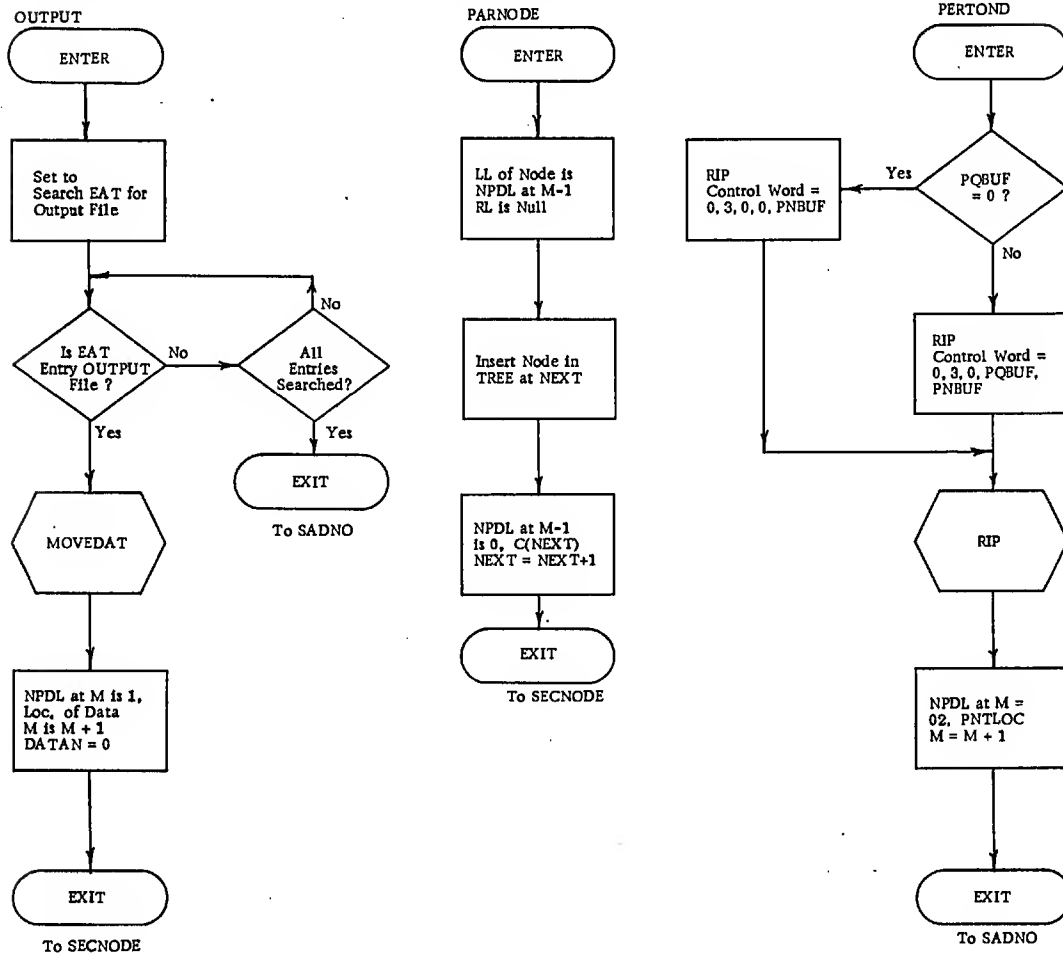 OUTPUT
ENTER
Set to
Search EAT for
Output File
Is EAT
Entry OUTPUT
File ?
No
Yes
All
Entries
Searched?
No
Yes
EXIT
To SADNO
MOVEDAT
NPDL at M is 1,
Loc. of Data
M is M + 1
DATAN = 0
EXIT
To SECNODE
PARNODE
ENTER
LL of Node is
NPDL at M-1
RL is Null
Insert Node in
TREE at NEXT
NPDL at M-1
is 0, C(NEXT)
NEXT = NEXT+1
EXIT
To SECNODE
PERTOND
ENTER
PQBUF
= 0 ?
Yes
No
RIP
Control Word =
0, 3, 0, 0, PNBUF
RIP
Control Word =
0, 3, 0, PQBUF,
PNBUF
RIP
NPDL at M =
02, PNTLOC
M = M + 1
EXIT
To SADNO